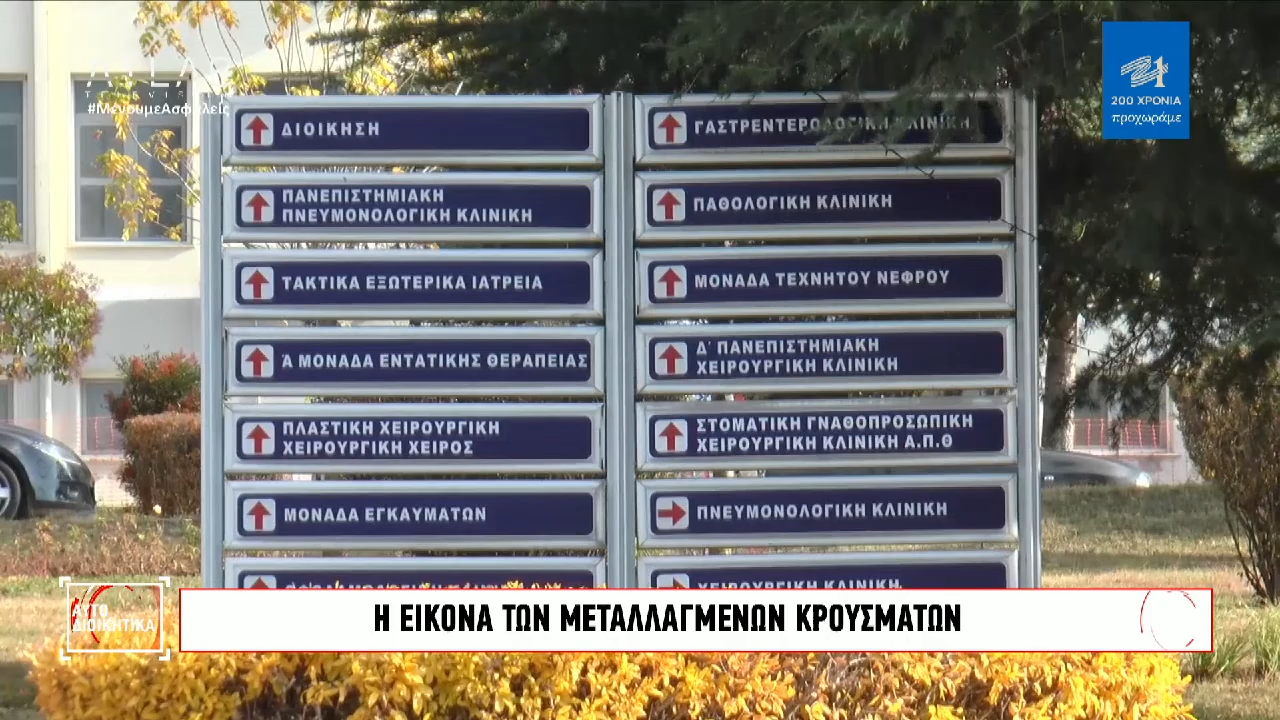 #ΜένουμεΑσφαλείς
21
200 ΧΡΟΝΙΑ
προχωράμε
ΔΙΟΙΚΗΣΗ
ΠΑΝΕΠΙΣΤΗΜΙΑΚΗ
ΠΝΕΥΜΟΝΟΛΟΓΙΚΗ ΚΛΙΝΙΚΗ
ΤΑΚΤΙΚΑ ΕΞΩΤΕΡΙΚΑ ΙΑΤΡΕΙΑ
Ά ΜΟΝΑΔΑ ΕΝΤΑΤΙΚΗΣ ΘΕΡΑΠΕΙΑΣ
ΠΛΑΣΤΙΚΗ ΧΕΙΡΟΥΡΓΙΚΗ
ΧΕΙΡΟΥΡΓΙΚΗ ΧΕΙΡΟΣ
ΜΟΝΑΔΑ ΕΓΚΑΥΜΑΤΩΝ
ΓΑΣΤΡΕΝΤΕΡΟΛΟΓΙΚΗ ΚΛΙΝΙΚΗ
ΠΑΘΟΛΟΓΙΚΗ ΚΛΙΝΙΚΗ
ΜΟΝΑΔΑ ΤΕΧΝΗΤΟΥ ΝΕΦΡΟΥ
Δ' ΠΑΝΕΠΙΣΤΗΜΙΑΚΗ
ΧΕΙΡΟΥΡΓΙΚΗ ΚΛΙΝΙΚΗ
ΣΤΟΜΑΤΙΚΗ ΓΝΑΘΟΠΡΟΣΩΠΙΚΗ
ΧΕΙΡΟΥΡΓΙΚΗ ΚΛΙΝΙΚΗ Α.Π.Θ
ΠΝΕΥΜΟΝΟΛΟΓΙΚΗ ΚΛΙΝΙΚΗ
ΧΕΙΡΟΥΡΓΙΚΗ ΚΛΙΝΙΚΗ
ΑΥΤΟ
ΔΙΟΙΚΗΤΙΚΑ
Η ΕΙΚΟΝΑ ΤΩΝ ΜΕΤΑΛΛΑΓΜΕΝΩΝ ΚΡΟΥΣΜΑΤΩΝ